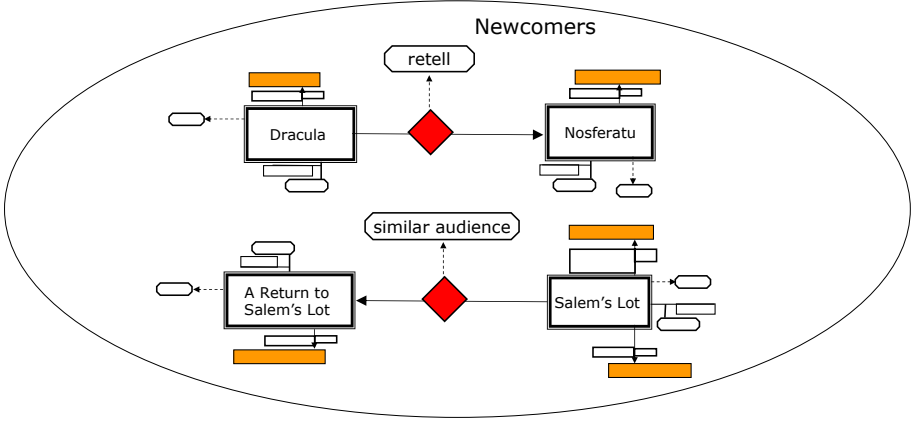 Newcomers
retell
Dracula
Nosferatu
similar audience
A Return to
Salem's Lot
Salem's Lot